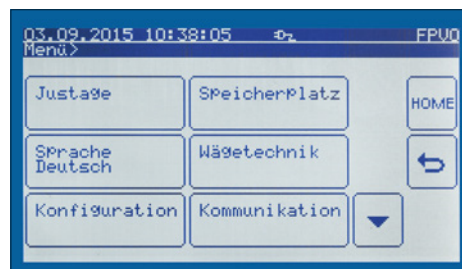 03.09.2015 10:38:05 FPVO
Menü>
Justage
Speicherplatz
HOME
Sprache
Deutsch
Wägetechnik
Konfiguration
Kommunikation